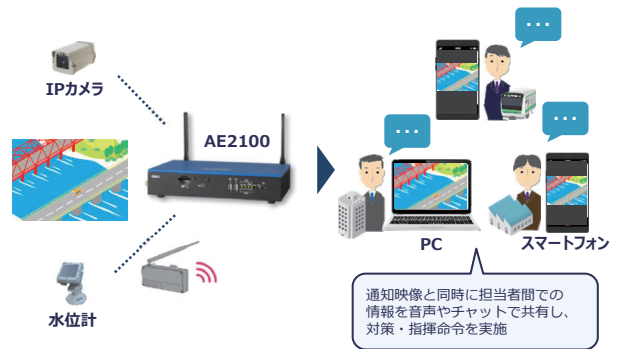 IPカメラ
AE2100
水位計
PC
スマートフォン
通知映像と同時に担当者間での
情報を音声やチャットで共有し、
対策・指揮命令を実施